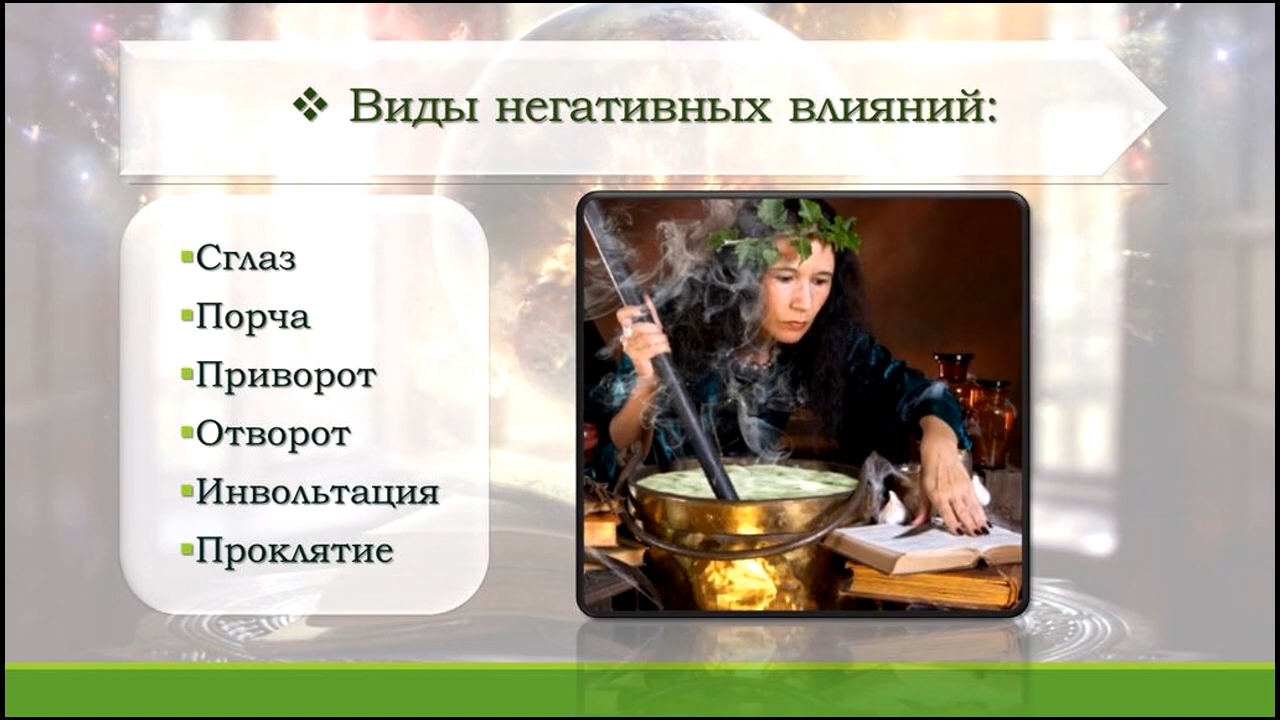 ❖ Виды негативных влияний:
▪Сглаз
▪Порча
▪Приворот
▪Отворот
▪Инвольтация
▪Проклятие